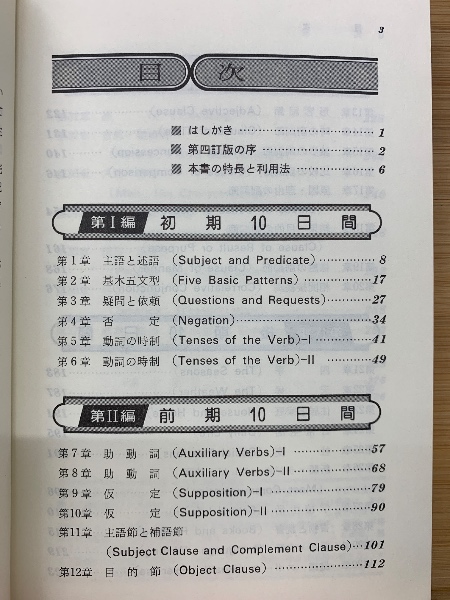 3
目次
はしがき…………………… 1
第四訂版の序……………… 2
本書の特長と利用法……… 6
第I編 初期10日間
第1章 主語と述語 (Subject and Predicate)………… 8
第2章 基本五文型 (Five Basic Patterns)……………17
第3章 疑問と依頼 (Questions and Requests)………27
第4章 否定 (Negation)……………………34
第5章 動詞の時制 (Tenses of the Verb)-I…………41
第6章 動詞の時制 (Tenses of the Verb)-II…………49
第II編 前期10日間
第7章 助動詞 (Auxiliary Verbs)-I………………57
第8章 助動詞 (Auxiliary Verbs)-II………………68
第9章 仮定 (Supposition)-I……………………79
第10章 仮定 (Supposition)-II……………………90
第11章 主語節と補語節
(Subject Clause and Complement Clause)…101
第12章 目的節 (Object Clause)…………………112